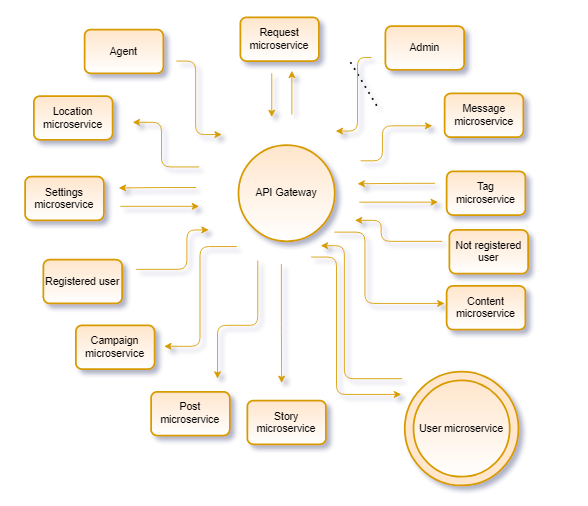 Request
microservice
Agent
Admin
Location
microservice
Message
microservice
API Gateway
Settings
microservice
Tag
microservice
Not registered
user
Registered user
Content
microservice
Campaign
microservice
Post
microservice
Story
microservice
User microservice